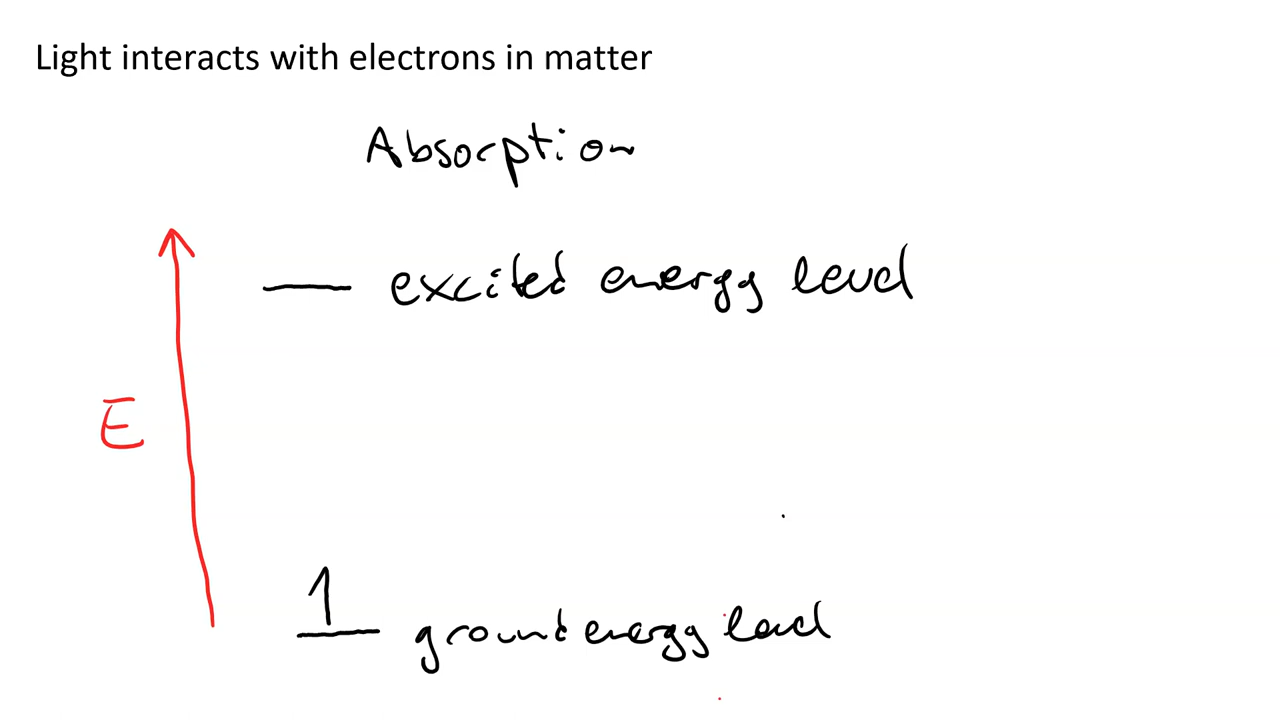 Light interacts with electrons in matter
Absorption
excited energy level
E
ground energy level